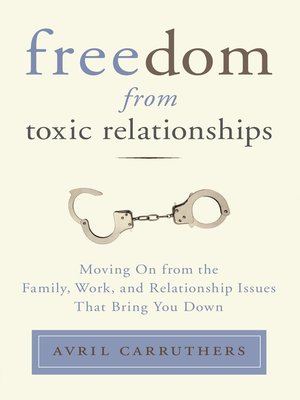 freedom
from
toxic relationships
Moving On from the
Family, Work, and Relationship Issues
That Bring You Down
AVRIL CARRUTHERS